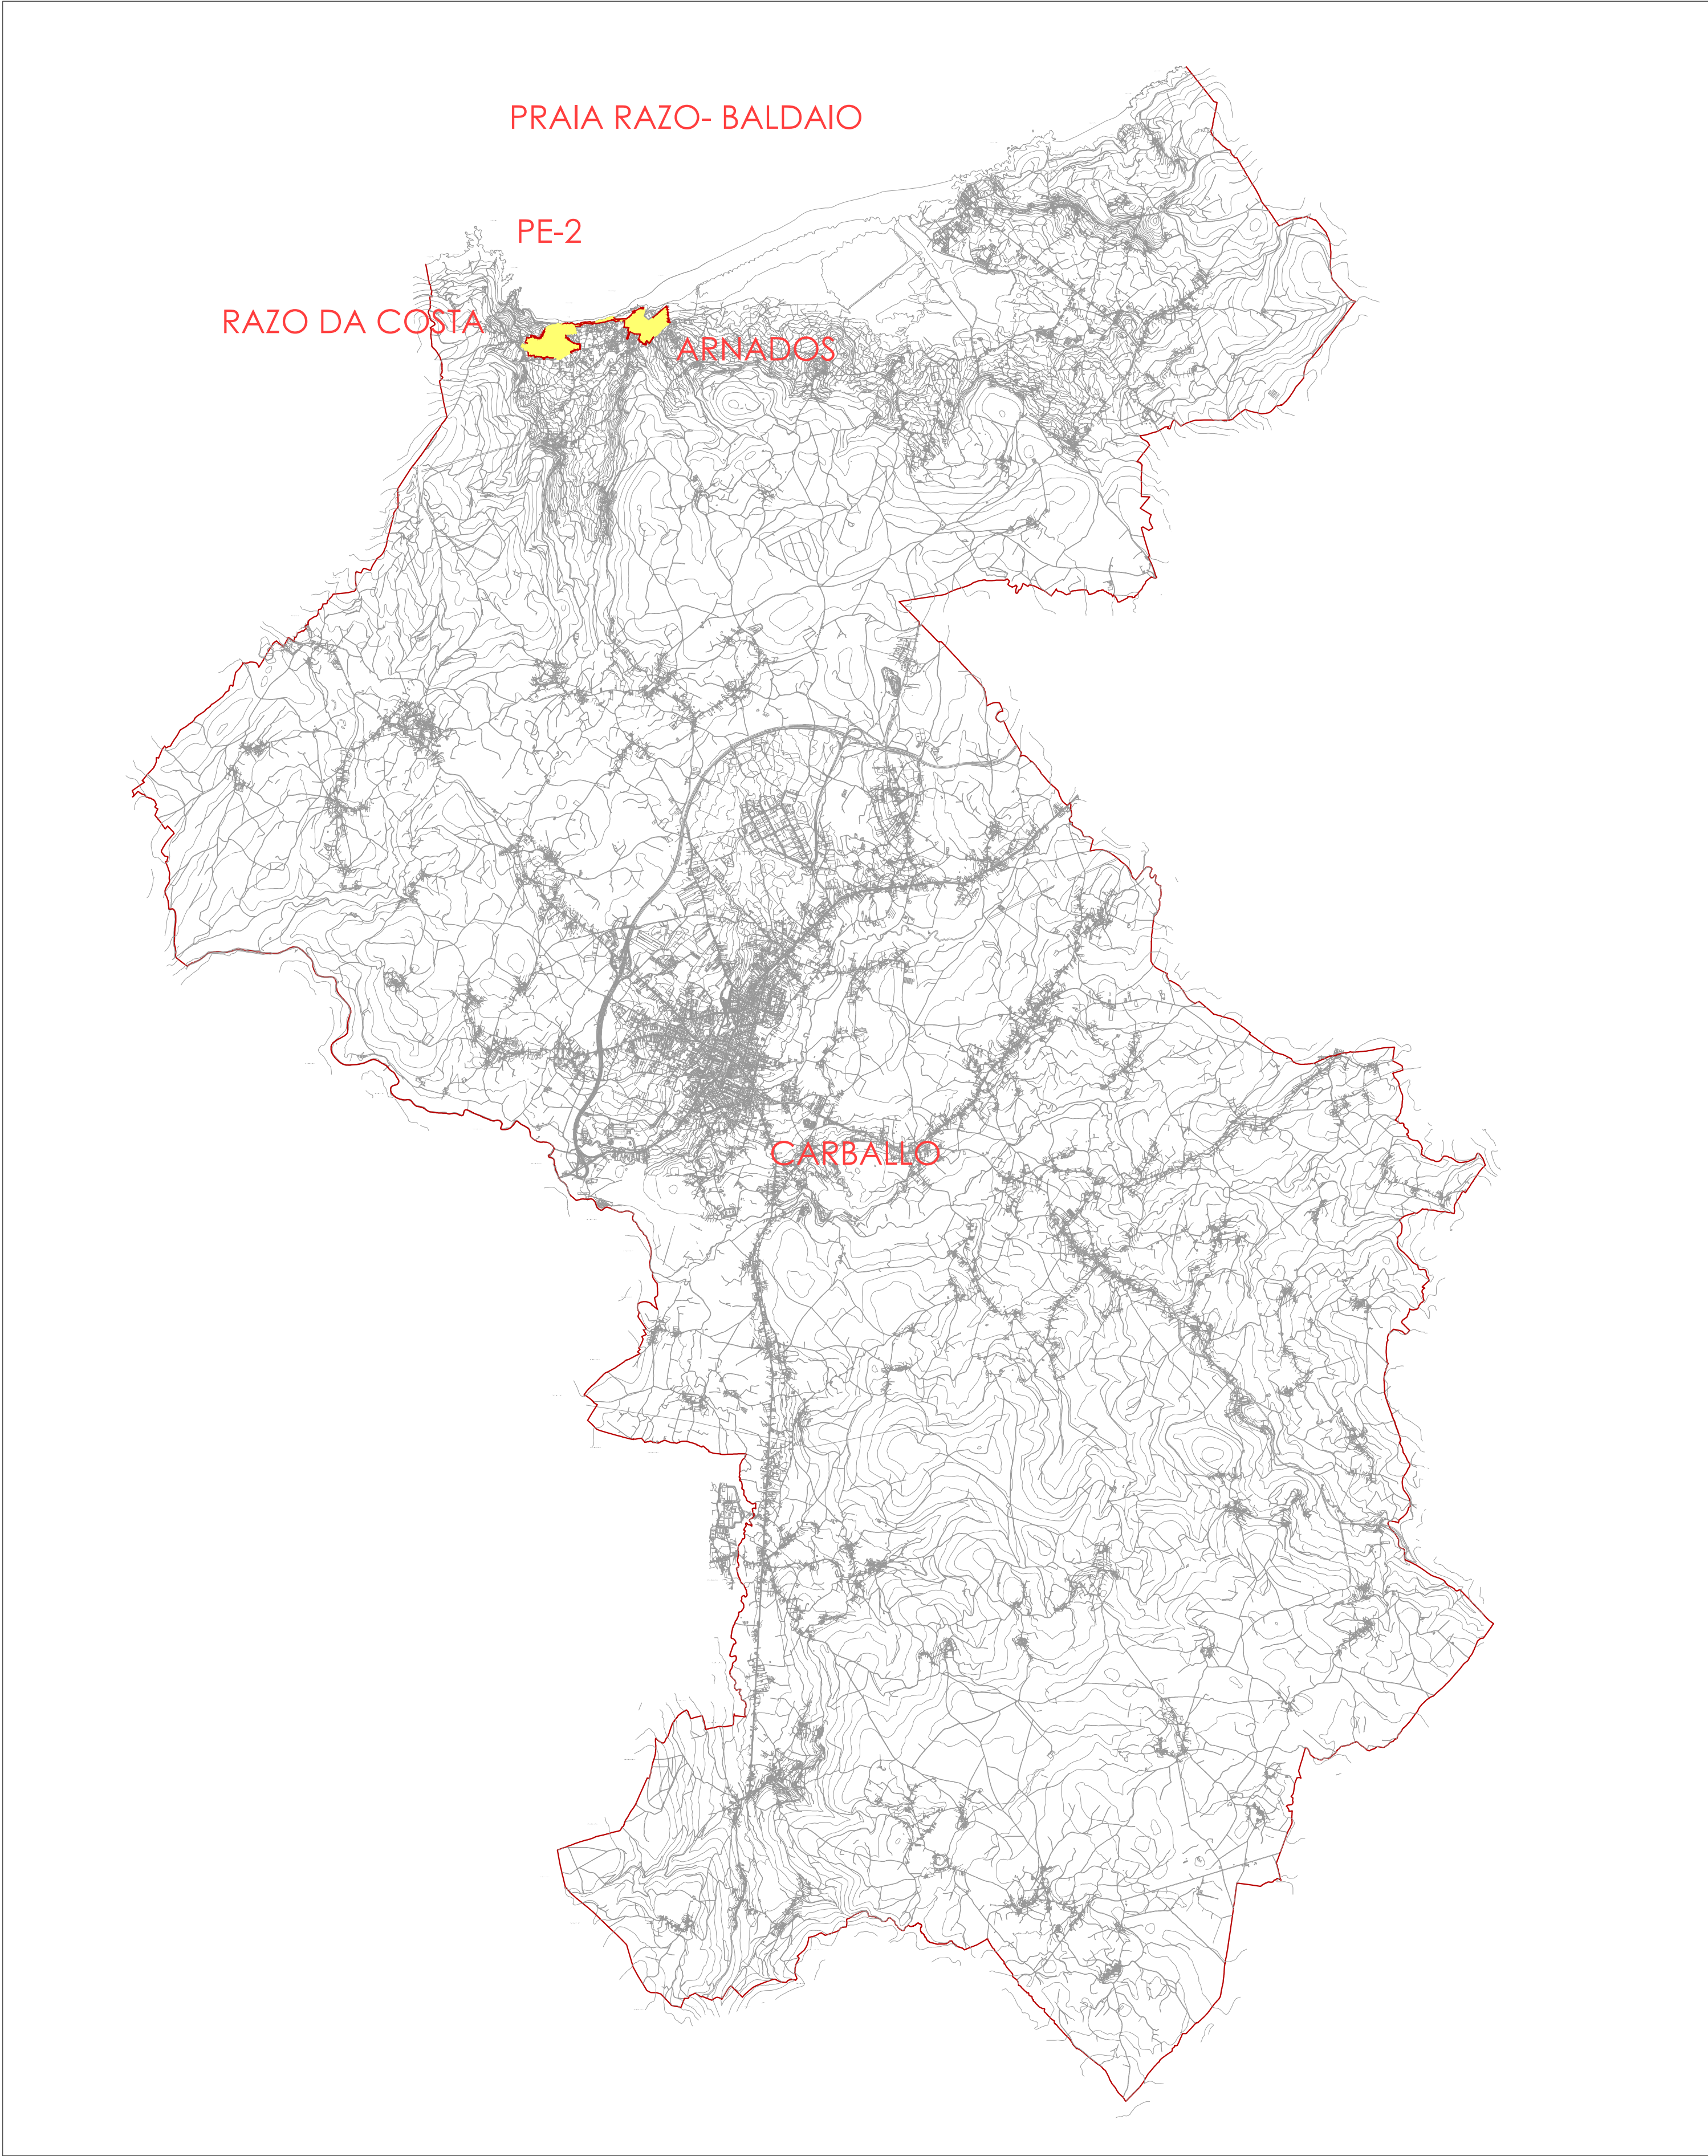 PRAIA RAZO- BALDAIO
PE-2
RAZO DA COSTA
ARNADOS
CARBALLO